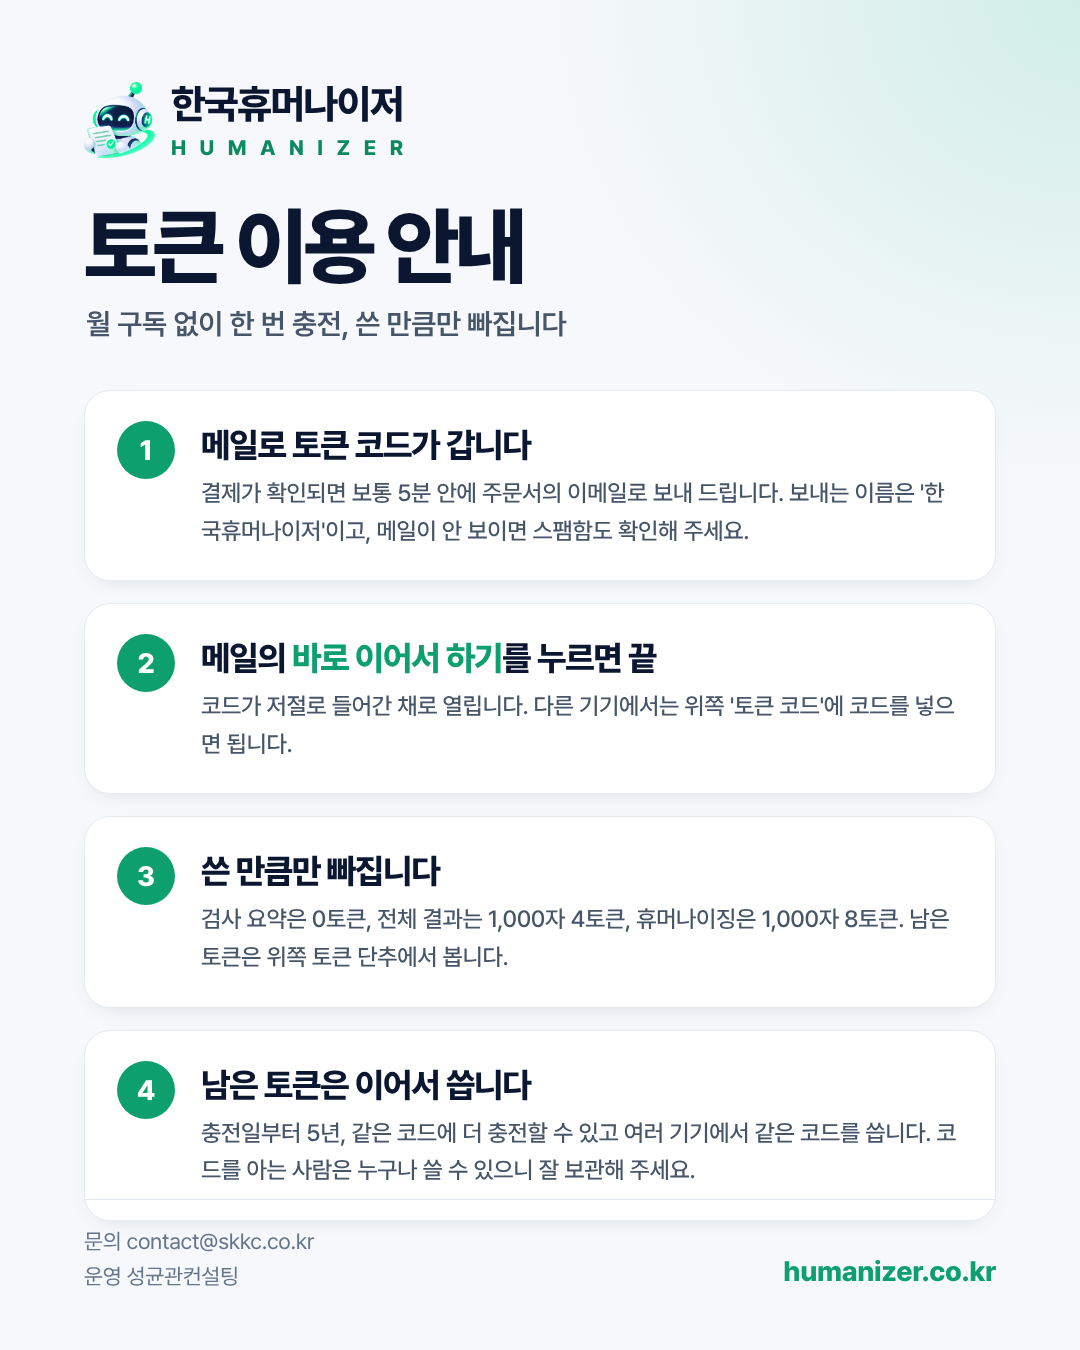 한국휴머나이저
HUMANIZER
토큰 이용 안내
월 구독 없이 한 번 충전, 쓴 만큼만 빠집니다
1
메일로 토큰 코드가 갑니다
결제가 확인되면 보통 5분 안에 주문서의 이메일로 보내 드립니다. 보내는 이름은 '한
국휴머나이저'이고, 메일이 안 보이면 스팸함도 확인해 주세요.
2
메일의 바로 이어서 하기를 누르면 끝
코드가 저절로 들어간 채로 열립니다. 다른 기기에서는 위쪽 '토큰 코드'에 코드를 넣으
면 됩니다.
3
쓴 만큼만 빠집니다
검사 요약은 0토큰, 전체 결과는 1,000자 4토큰, 휴머나이징은 1,000자 8토큰. 남은
토큰은 위쪽 토큰 단추에서 봅니다.
4
남은 토큰은 이어서 씁니다
충전일부터 5년, 같은 코드에 더 충전할 수 있고 여러 기기에서 같은 코드를 씁니다. 코
드를 아는 사람은 누구나 쓸 수 있으니 잘 보관해 주세요.
문의 contact@skkc.co.kr
운영 성균관컨설팅
humanizer.co.kr